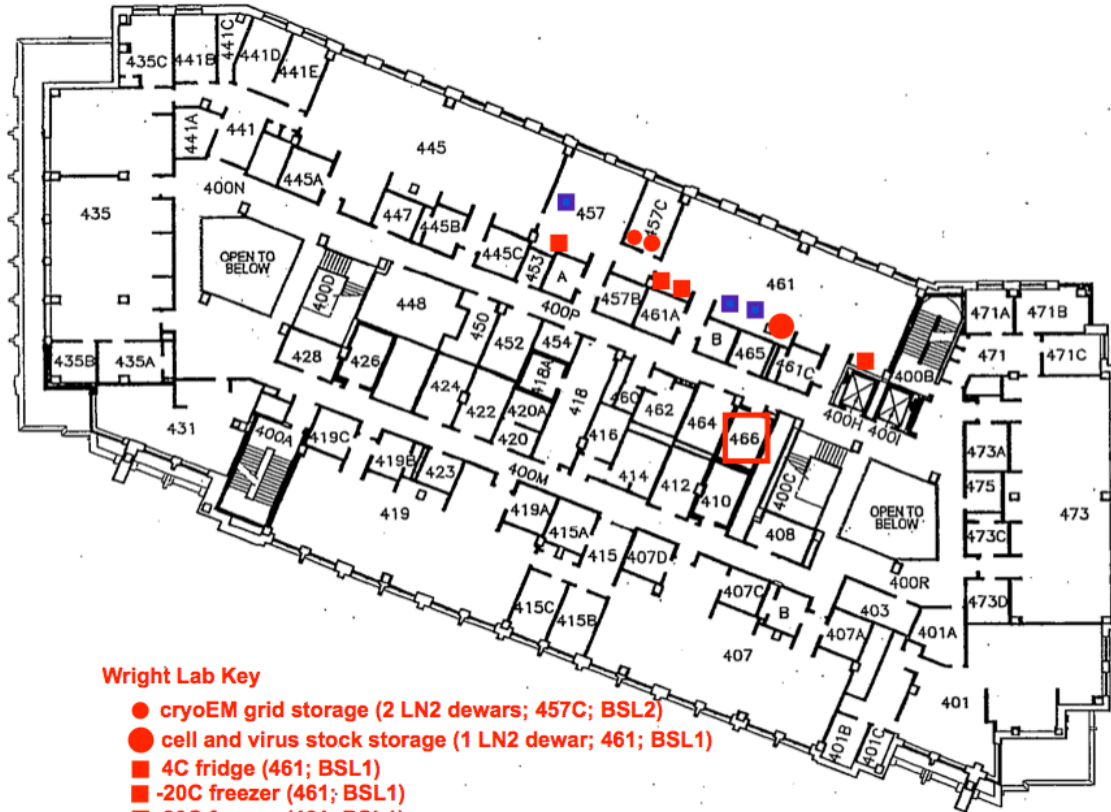 441C
435C
441B
441D
441E
441A
441
445
445A
400N
435
447
445B
445C
453
A
457
457C
OPEN TO
BELOW
400D
448
450
400P
457B
461A
461
452
454
B
465
461C
471A
471B
471
471C
400B
435B
435A
428
426
424
422
418A
420A
420
418
460
462
464
466
416
400H
400I
431
400A
419C
419B
423
400M
414
412
410
400C
408
OPEN TO
BELOW
473A
475
473
473C
473D
419
419A
415A
415
407D
415C
415B
407C
B
407A
407
400R
403
401A
401
401B
401C
Wright Lab Key
cryoEM grid storage (2 LN2 dewars; 457C; BSL2)
cell and virus stock storage (1 LN2 dewar; 461; BSL1)
4C fridge (461; BSL1)
-20C freezer (461; BSL1)